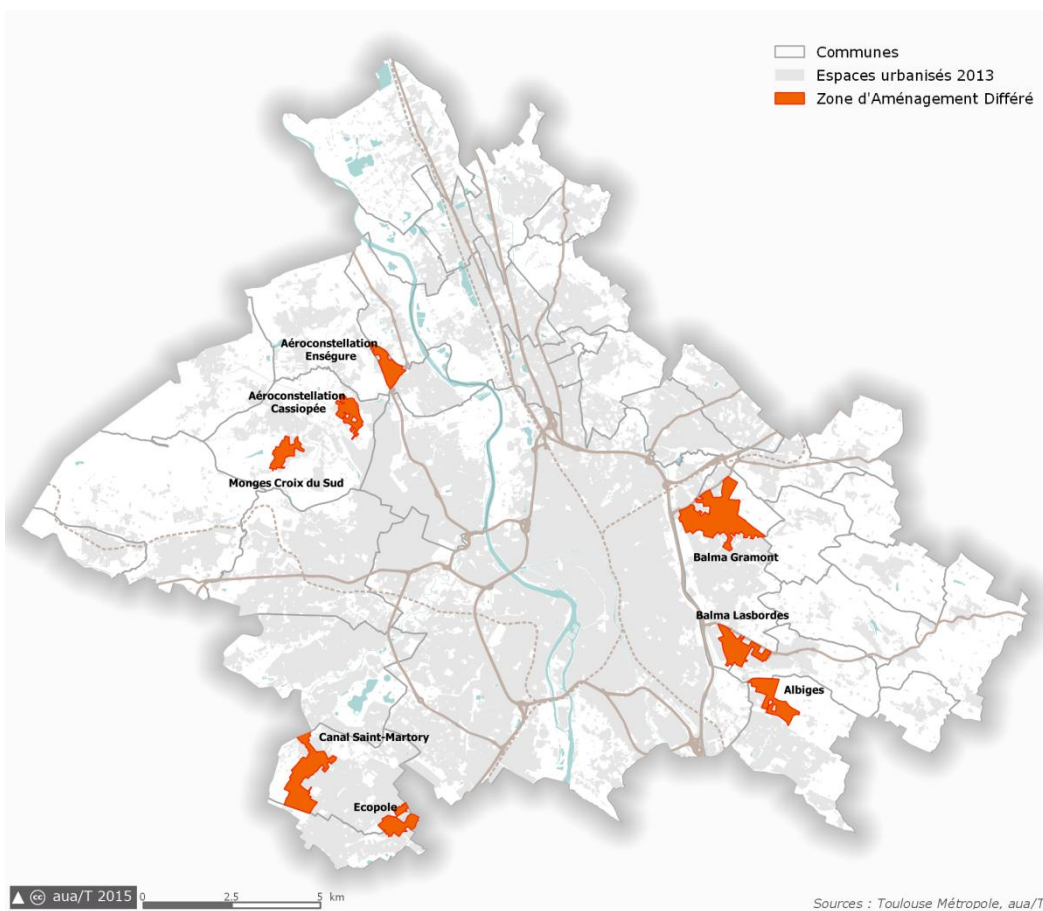 Communes
Espaces urbanisés 2013
Zone d'Aménagement Différé
Aéroconstellation
Enségure
Aéroconstellation
Cassiopée
Monges Croix du Sud
Balma Gramont
Balma Lasbordes
Albiges
Canal Saint-Martory
Ecopole
cc aua/T 2015
0 2.5 5 km
Sources : Toulouse Métropole, aua/T